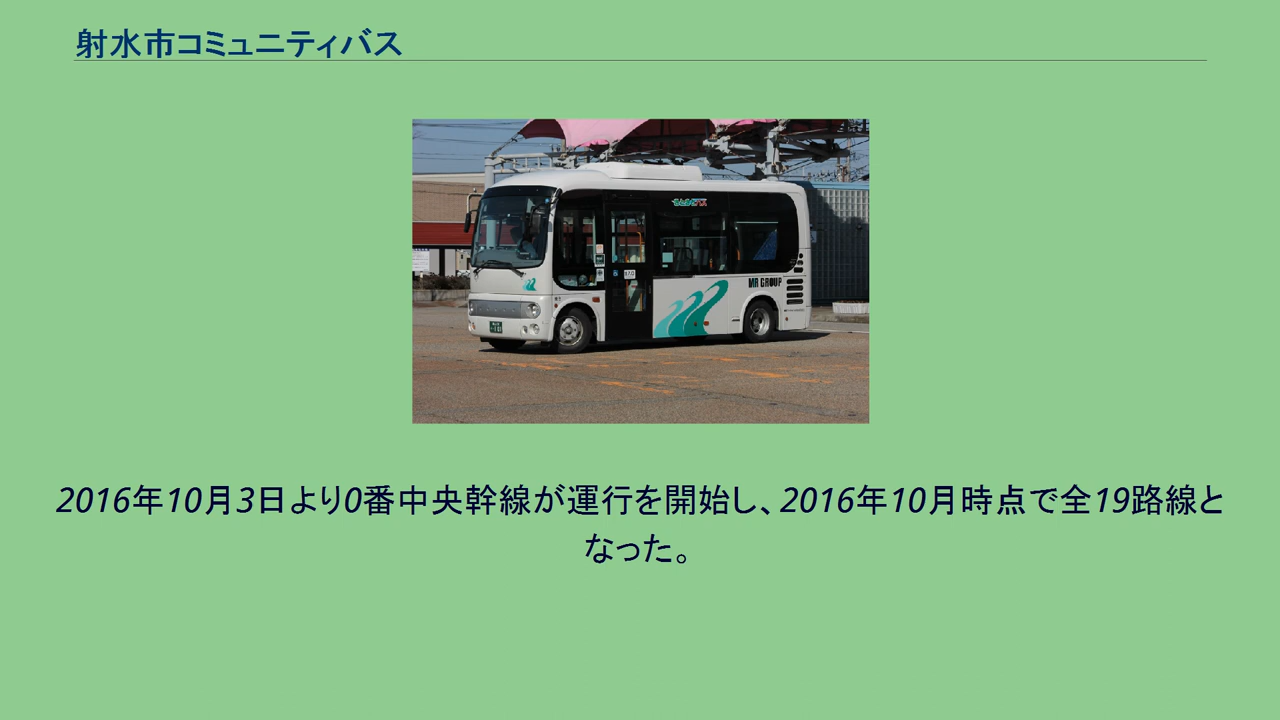 射水市コミュニティバス
MR GROUP
2016年10月3日より0番中央幹線が運行を開始し、2016年10月時点で全19路線と
なった。